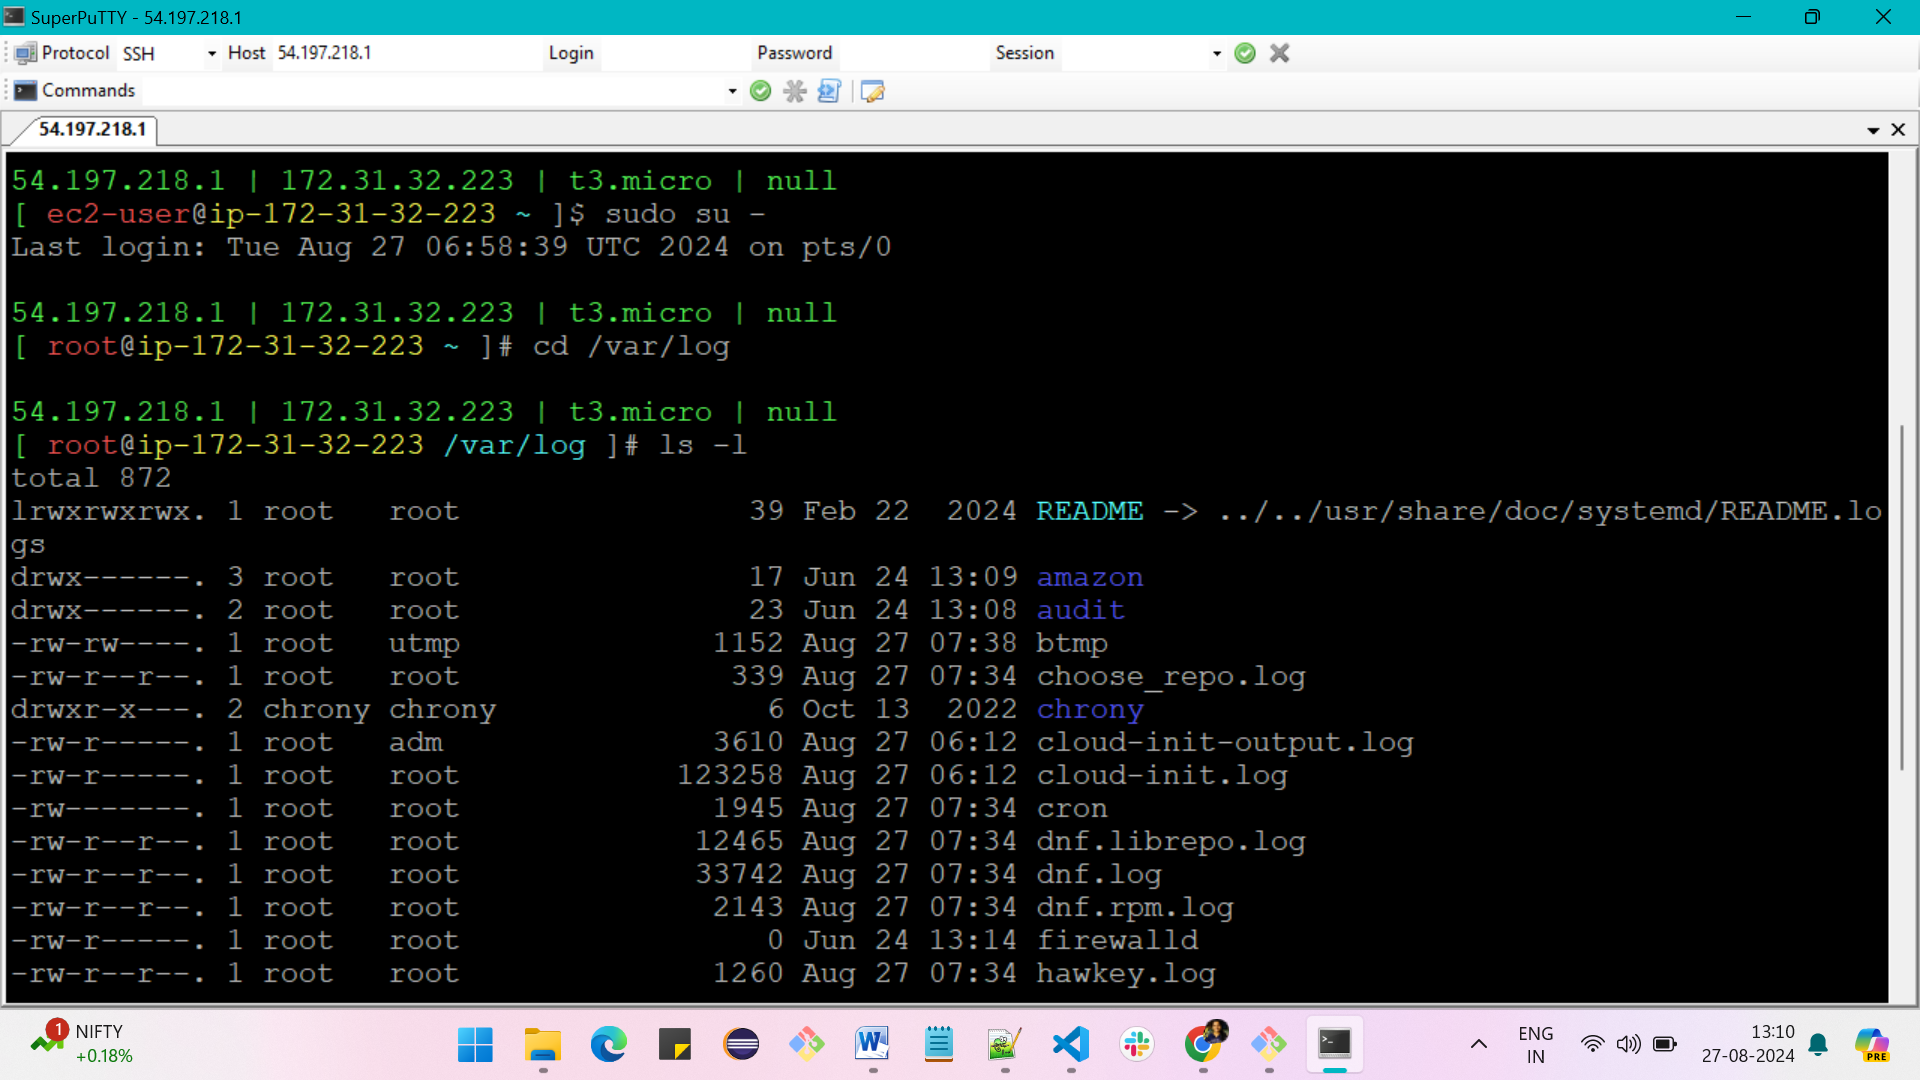 SuperPuTTY - 54.197.218.1
Protocol SSH Host 54.197.218.1 Login Password Session
Commands
54.197.218.1
54.197.218.1 | 172.31.32.223 | t3.micro | null
[ ec2-user@ip-172-31-32-223 ~ ]$ sudo su -
Last login: Tue Aug 27 06:58:39 UTC 2024 on pts/0
54.197.218.1 | 172.31.32.223 | t3.micro | null
[ root@ip-172-31-32-223 ~ ]# cd /var/log
54.197.218.1 | 172.31.32.223 | t3.micro | null
[ root@ip-172-31-32-223 /var/log ]# ls -l
total 872
lrwxrwxrwx. 1 root   root                39 Feb 22  2024 README -> ../../usr/share/doc/systemd/README.lo
gs
drwx------. 3 root   root                17 Jun 24 13:09 amazon
drwx------. 2 root   root                23 Jun 24 13:08 audit
-rw-rw----. 1 root   utmp              1152 Aug 27 07:38 btmp
-rw-r--r--. 1 root   root               339 Aug 27 07:34 choose_repo.log
drwxr-x---. 2 chrony chrony               6 Oct 13  2022 chrony
-rw-r-----. 1 root   adm               3610 Aug 27 06:12 cloud-init-output.log
-rw-r-----. 1 root   root            123258 Aug 27 06:12 cloud-init.log
-rw-------. 1 root   root              1945 Aug 27 07:34 cron
-rw-r--r--. 1 root   root             12465 Aug 27 07:34 dnf.librepo.log
-rw-r--r--. 1 root   root             33742 Aug 27 07:34 dnf.log
-rw-r--r--. 1 root   root              2143 Aug 27 07:34 dnf.rpm.log
-rw-r-----. 1 root   root                 0 Jun 24 13:14 firewalld
-rw-r--r--. 1 root   root              1260 Aug 27 07:34 hawkey.log
1 NIFTY
+0.18%
W
ENG
IN
13:10
27-08-2024
PRE